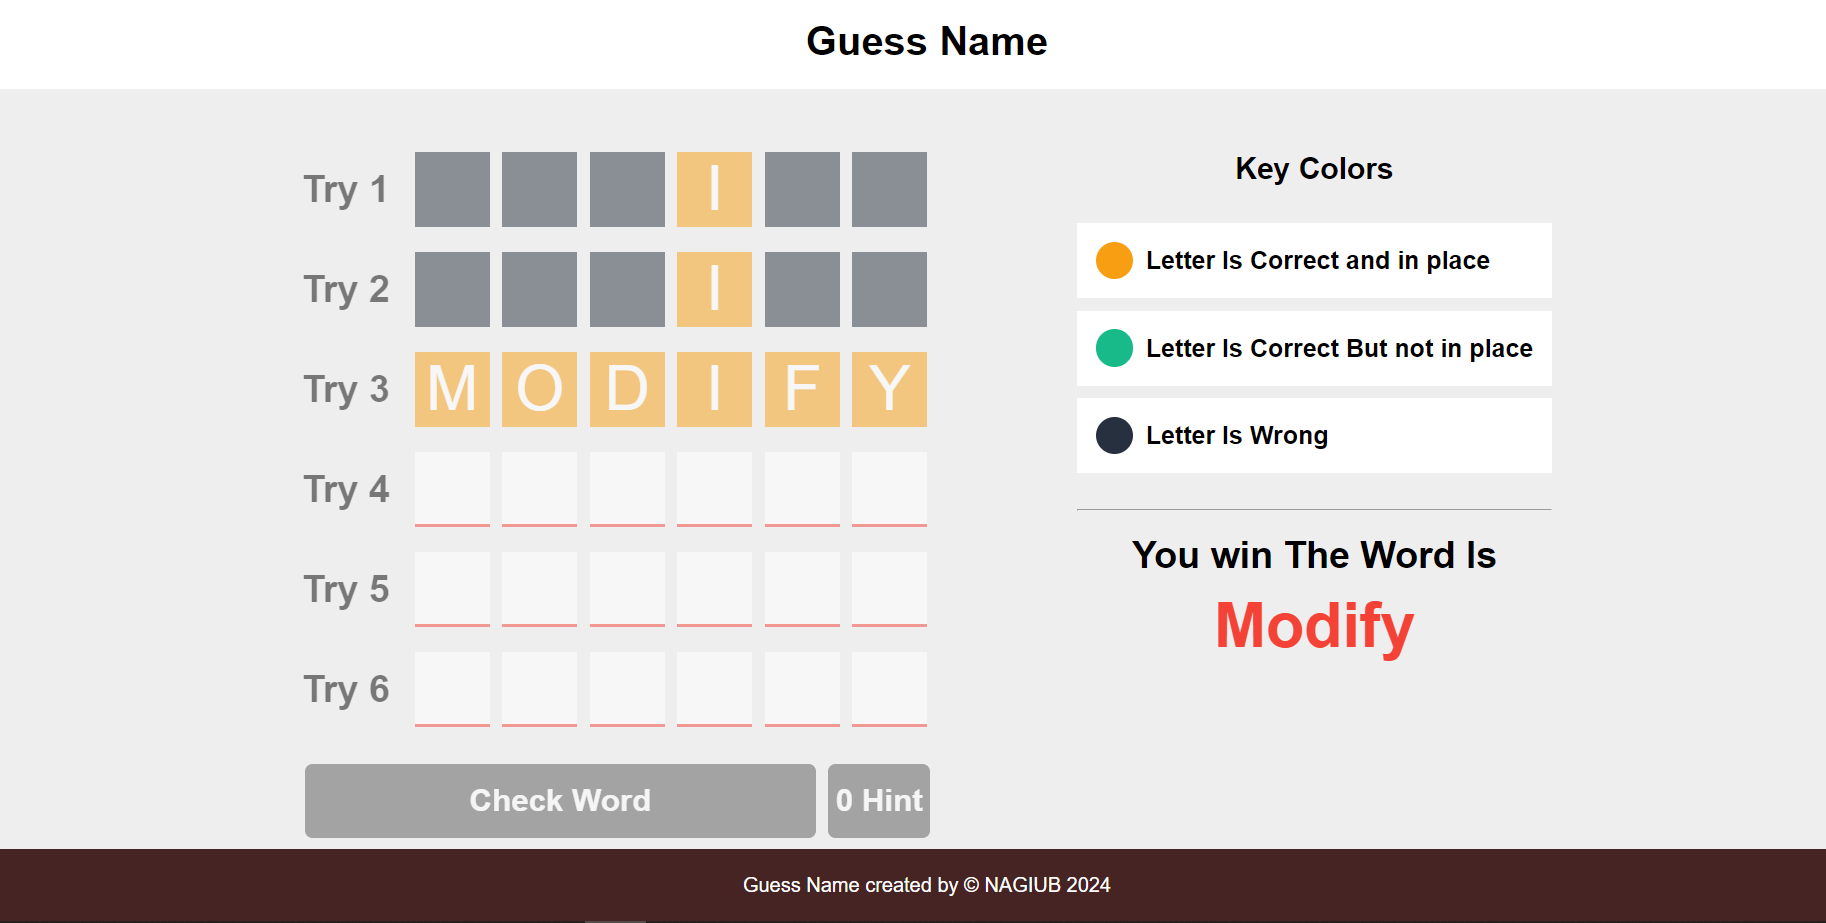 Guess Name
Try 1 I
Try 2 I
Try 3 M O D I F Y
Try 4
Try 5
Try 6
Check Word 0 Hint
Key Colors
Letter Is Correct and in place
Letter Is Correct But not in place
Letter Is Wrong
You win The Word Is
Modify
Guess Name created by © NAGIUB 2024